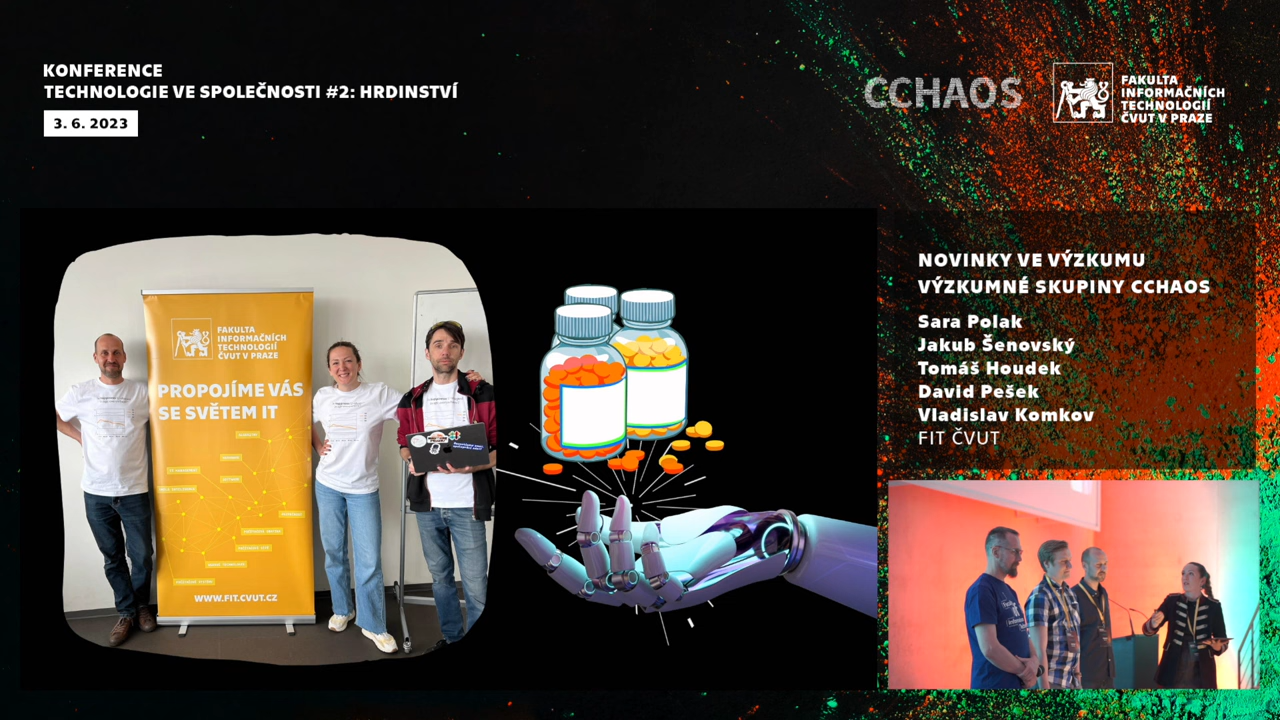 KONFERENCE
TECHNOLOGIE VE SPOLEČNOSTI #2: HRDINSTVÍ
3. 6. 2023
CCHAOS
FAKULTA
INFORMAČNÍCH
TECHNOLOGIÍ
ČVUT V PRAZE
FAKULTA
INFORMAČNÍCH
TECHNOLOGIÍ
ČVUT V PRAZE
PROPOJÍME VÁS
SE SVĚTEM IT
WWW.FIT.CVUT.CZ
NOVINKY VE VÝZKUMU
VÝZKUMNÉ SKUPINY CCHAOS
Sara Polak
Jakub Šenovský
Tomáš Houdek
David Pešek
Vladislav Komkov
FIT ČVUT